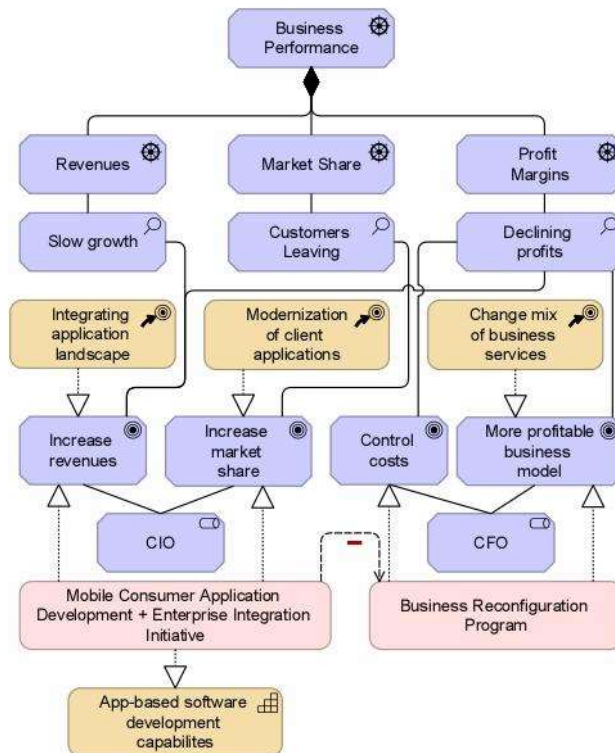 Business
Performance
Revenues
Market Share
Profit
Margins
Slow growth
Customers
Leaving
Declining
profits
Integrating
application
landscape
Modernization
of client
applications
Change mix
of business
services
Increase
revenues
Increase
market
share
Control
costs
More profitable
business
model
CIO
CFO
Mobile Consumer Application
Development + Enterprise Integration
Initiative
Business Reconfiguration
Program
App-based software
development
capabilites